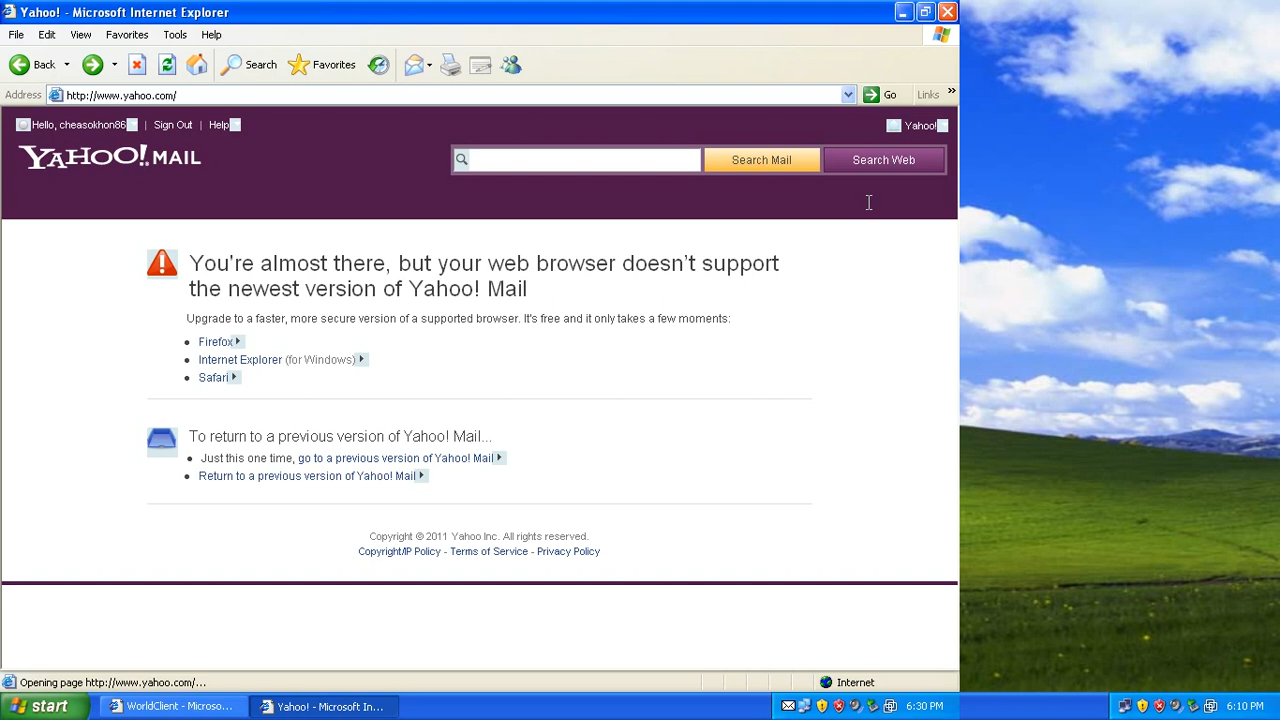 Yahoo! - Microsoft Internet Explorer
File Edit View Favorites Tools Help
Back Search Favorites
Address http://www.yahoo.com/ Go Links »
Hello, cheasokhon86 | Sign Out | Help Yahoo!
YAHOO! MAIL Search Mail Search Web
You're almost there, but your web browser doesn't support
the newest version of Yahoo! Mail
Upgrade to a faster, more secure version of a supported browser. It's free and it only takes a few moments:
Firefox
Internet Explorer (for Windows)
Safari
To return to a previous version of Yahoo! Mail...
Just this one time, go to a previous version of Yahoo! Mail
Return to a previous version of Yahoo! Mail
Copyright © 2011 Yahoo Inc. All rights reserved.
Copyright/IP Policy - Terms of Service - Privacy Policy
Opening page http://www.yahoo.com/... Internet
start WorldClient - Microso... Yahoo! - Microsoft In... 6:30 PM 6:10 PM